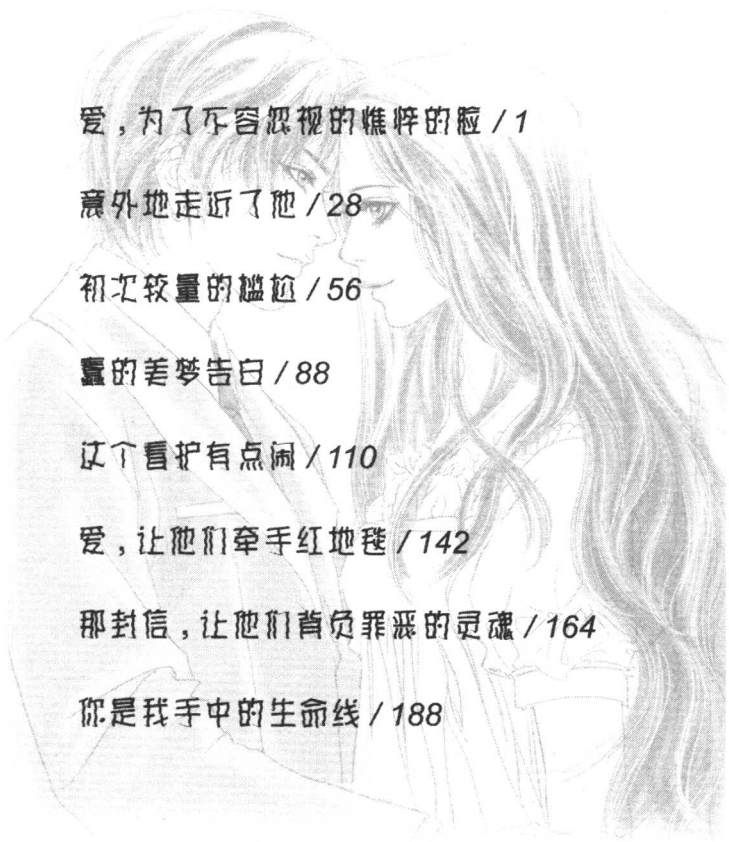 爱，为了不容忽视的憔悴的脸 / 1
意外地走近了他 / 28
初次较量的尴尬 / 56
蠢的美梦告白 / 88
这个看护有点闹 / 110
爱，让他们牵手红地毯 / 142
那封信，让他们背负罪恶的灵魂 / 164
你是我手中的生命线 / 188